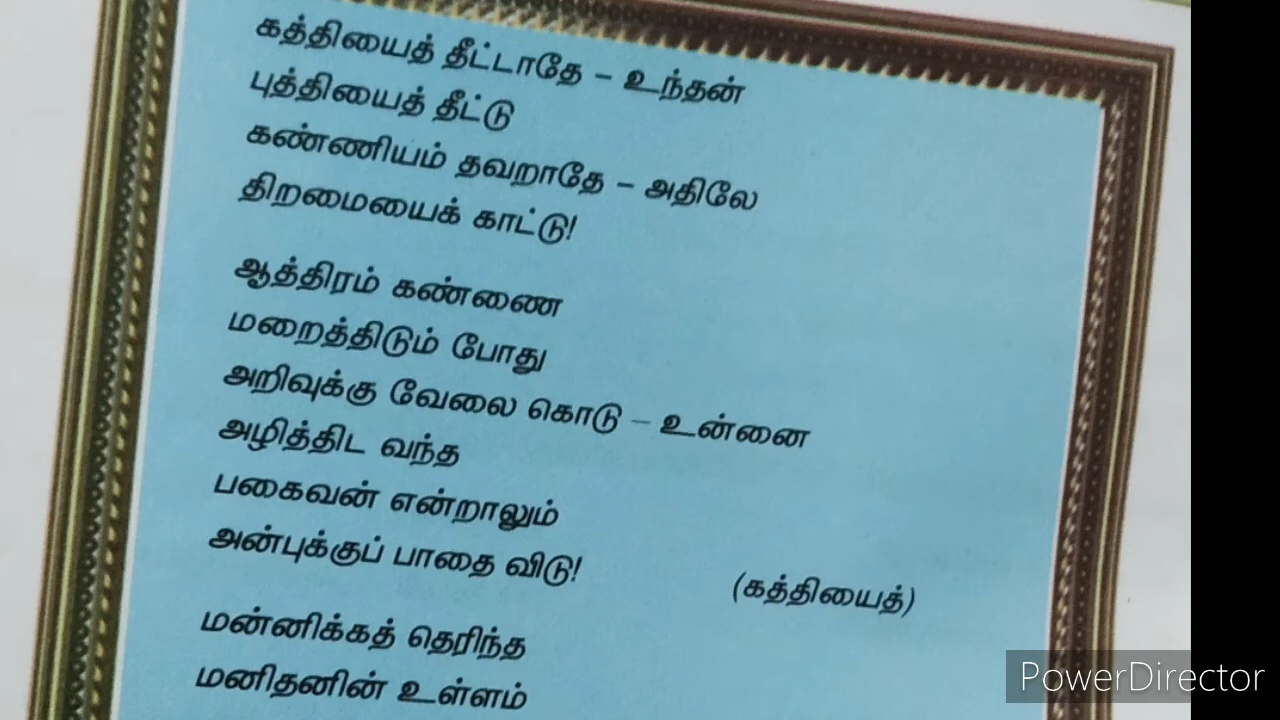 கத்தியைத் தீட்டாதே – உந்தன்
புத்தியைத் தீட்டு
கண்ணியம் தவறாதே – அதிலே
திறமையைக் காட்டு!
ஆத்திரம் கண்ணை
மறைத்திடும் போது
அறிவுக்கு வேலை கொடு – உன்னை
அழித்திட வந்த
பகைவன் என்றாலும்
அன்புக்குப் பாதை விடு!
(கத்தியைத்)
மன்னிக்கத் தெரிந்த
மனிதனின் உள்ளம்
PowerDirector